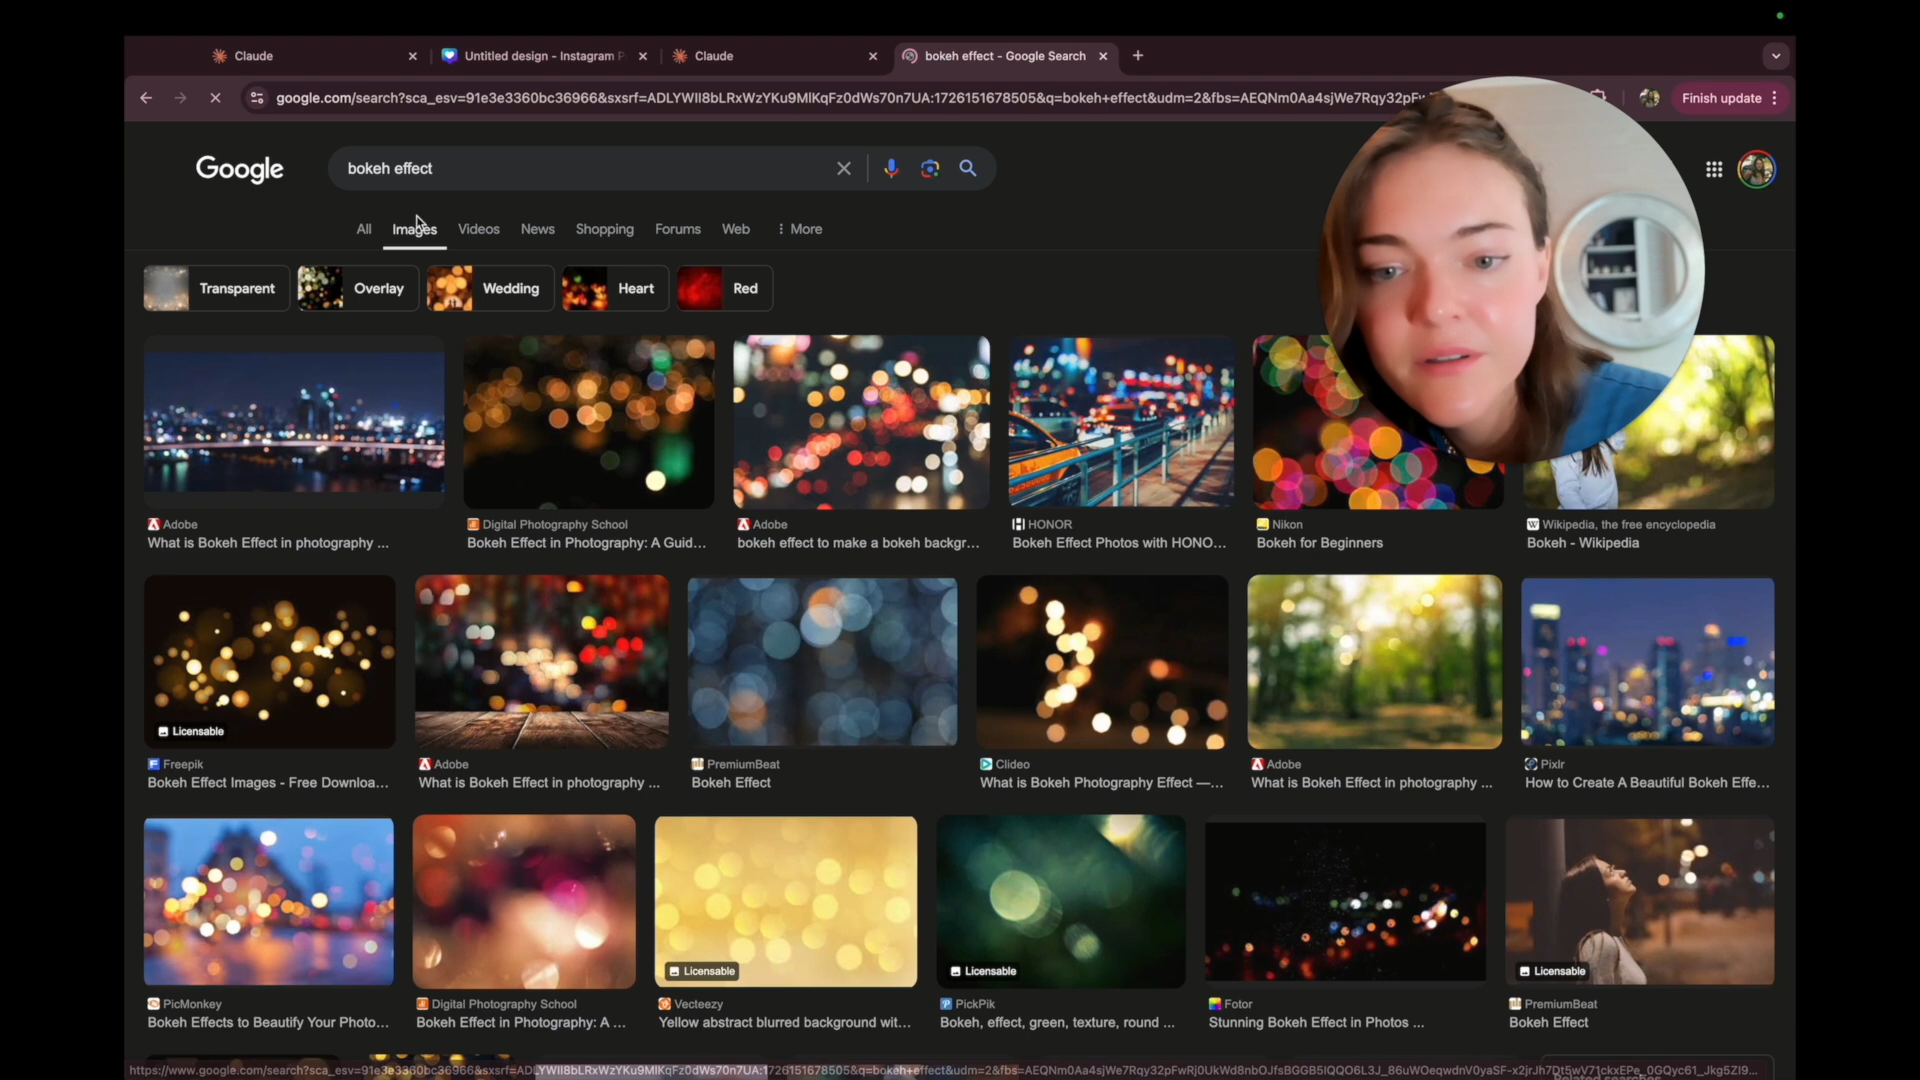 Claude
Untitled design - Instagram P
Claude
bokeh effect - Google Search
google.com/search?sca_esv=91e3e3360bc36966&sxsrf=ADLYWII8bLRxWzYKu9MlKqFz0dWs70n7UA:1726151678505&q=bokeh+effect&udm=2&fbs=AEQNm0Aa4sjWe7Rqy32pFw
Finish update
Google
bokeh effect
All Images Videos News Shopping Forums Web More
Transparent Overlay Wedding Heart Red
Adobe
What is Bokeh Effect in photography ...
Digital Photography School
Bokeh Effect in Photography: A Guid...
Adobe
bokeh effect to make a bokeh backgr...
HONOR
Bokeh Effect Photos with HONO...
Nikon
Bokeh for Beginners
Wikipedia, the free encyclopedia
Bokeh - Wikipedia
Licensable
Freepik
Bokeh Effect Images - Free Downloa...
Adobe
What is Bokeh Effect in photography ...
PremiumBeat
Bokeh Effect
Clideo
What is Bokeh Photography Effect —...
Adobe
What is Bokeh Effect in photography ...
Pixlr
How to Create A Beautiful Bokeh Effe...
PicMonkey
Bokeh Effects to Beautify Your Photo...
Digital Photography School
Bokeh Effect in Photography: A ...
Licensable
Vecteezy
Yellow abstract blurred background wit...
Licensable
PickPik
Bokeh, effect, green, texture, round ...
Fotor
Stunning Bokeh Effect in Photos ...
Licensable
PremiumBeat
Bokeh Effect